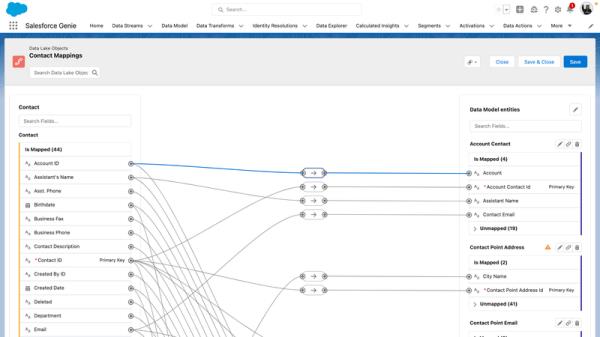 Search...
Salesforce Genie
Home
Data Streams
Data Model
Data Transforms
Identity Resolutions
Data Explorer
Calculated Insights
Segments
Activations
Data Actions
More
Data Lake Objects
Contact Mappings
Search Data Lake Objec
Close
Save & Close
Save
Contact
Search Fields...
Contact
Is Mapped (44)
Account ID
Assistant's Name
Asst. Phone
Birthdate
Business Fax
Business Phone
Contact Description
* Contact ID Primary Key
Created By ID
Created Date
Deleted
Department
Email
Data Model entities
Search Fields...
Account Contact
Is Mapped (4)
Account
* Account Contact Id Primary Key
Assistant Name
Contact Email
Unmapped (19)
Contact Point Address
Is Mapped (2)
City Name
* Contact Point Address Id Primary Key
Unmapped (41)
Contact Point Email